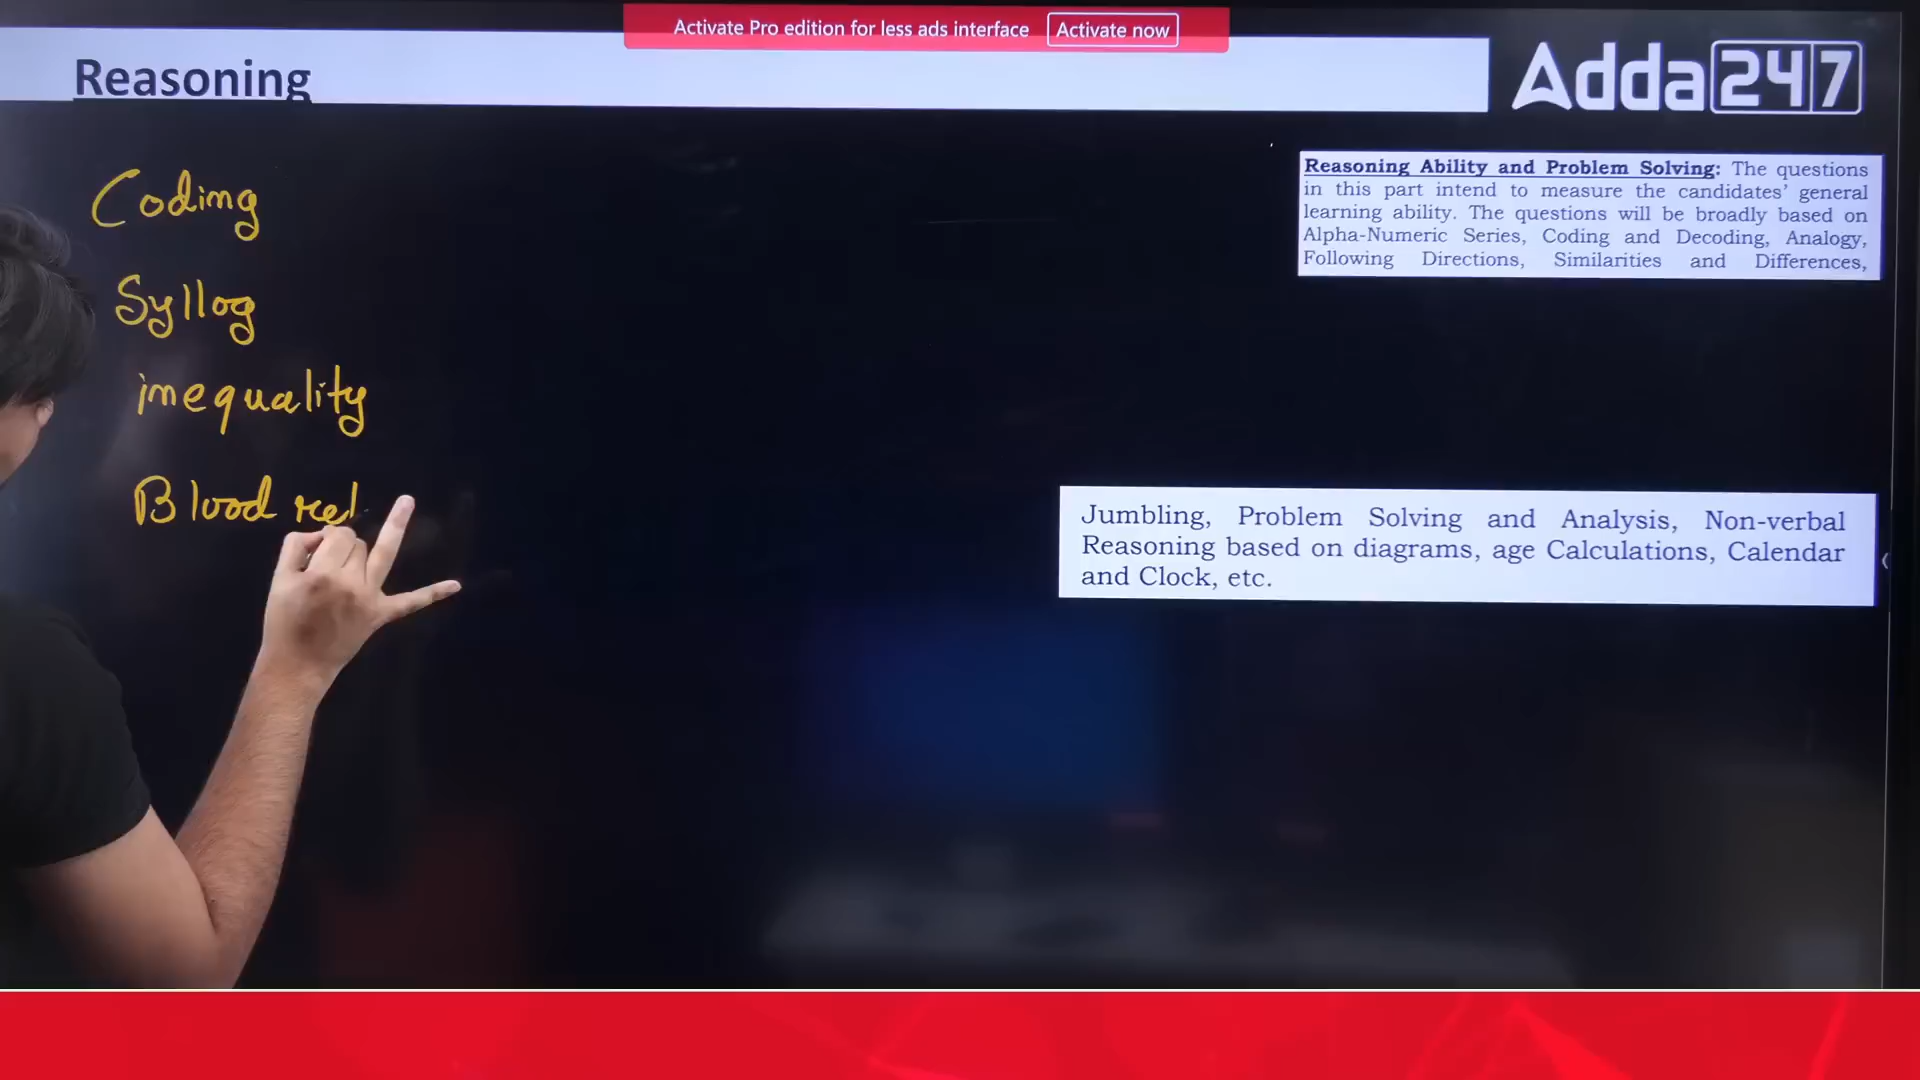 Activate Pro edition for less ads interface Activate now
Reasoning
Adda247
Coding
Syllog
inequality
Blood rel
Reasoning Ability and Problem Solving: The questions
in this part intend to measure the candidates' general
learning ability. The questions will be broadly based on
Alpha-Numeric Series, Coding and Decoding, Analogy,
Following Directions, Similarities and Differences,
Jumbling, Problem Solving and Analysis, Non-verbal
Reasoning based on diagrams, age Calculations, Calendar
and Clock, etc.